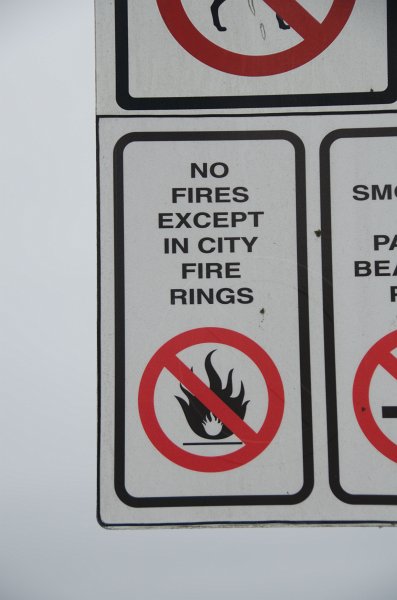 NO
FIRES
EXCEPT
IN CITY
FIRE
RINGS